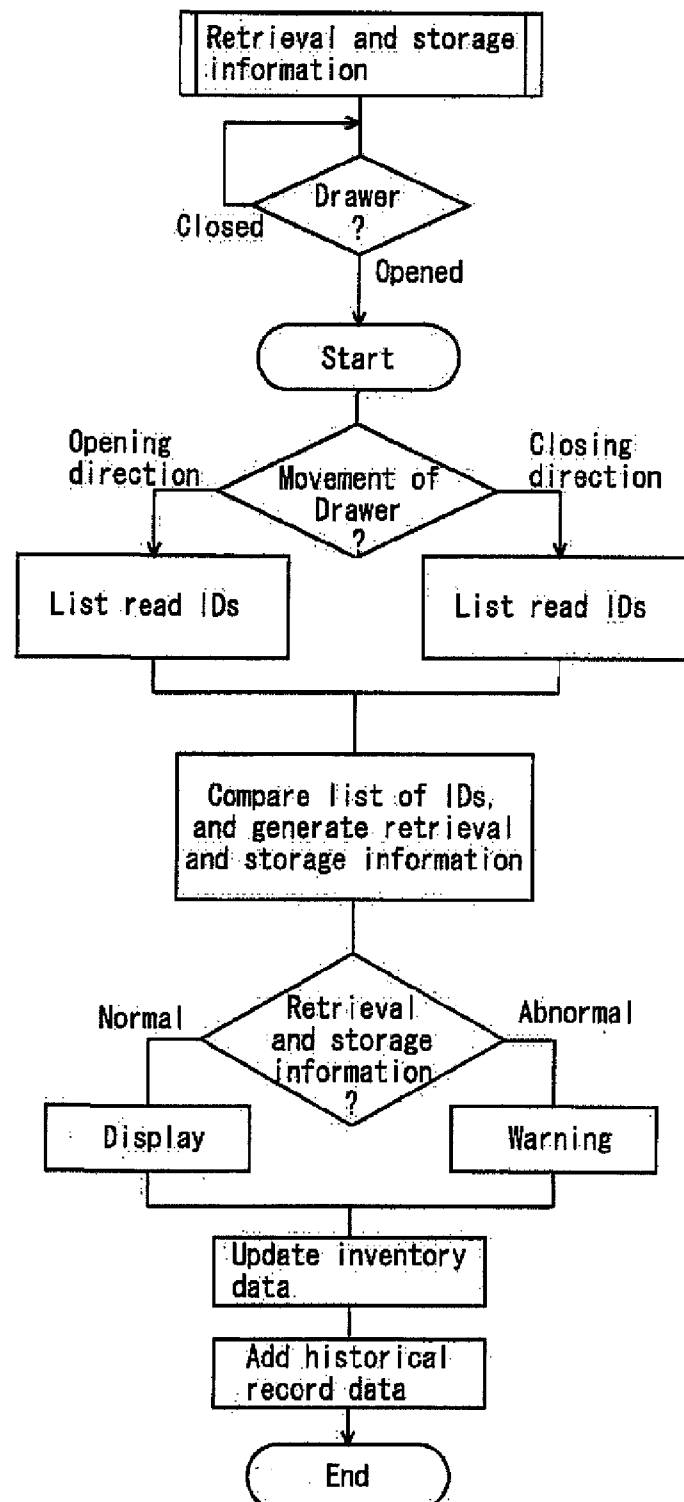 Retrieval and storage
information
Drawer
?
Closed
Opened
Start
Opening
direction
Movement of
Drawer
?
Closing
direction
List read IDs
List read IDs
Compare list of IDs,
and generate retrieval
and storage information
Normal
Retrieval
and storage
information
?
Abnormal
Display
Warning
Update inventory
data
Add historical
record data
End